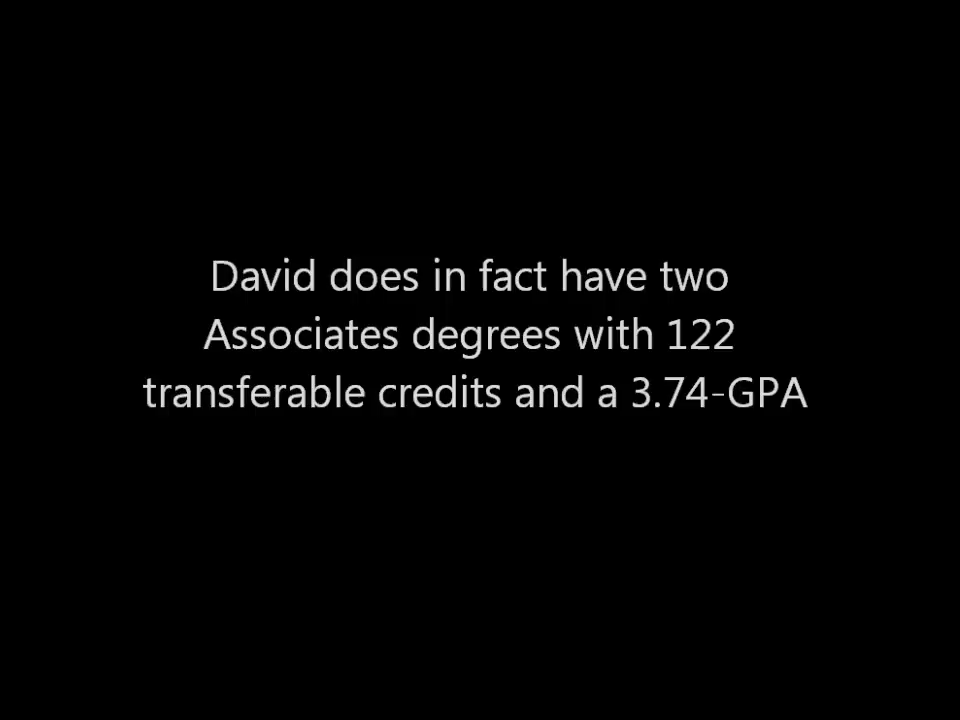 David does in fact have two
Associates degrees with 122
transferable credits and a 3.74-GPA